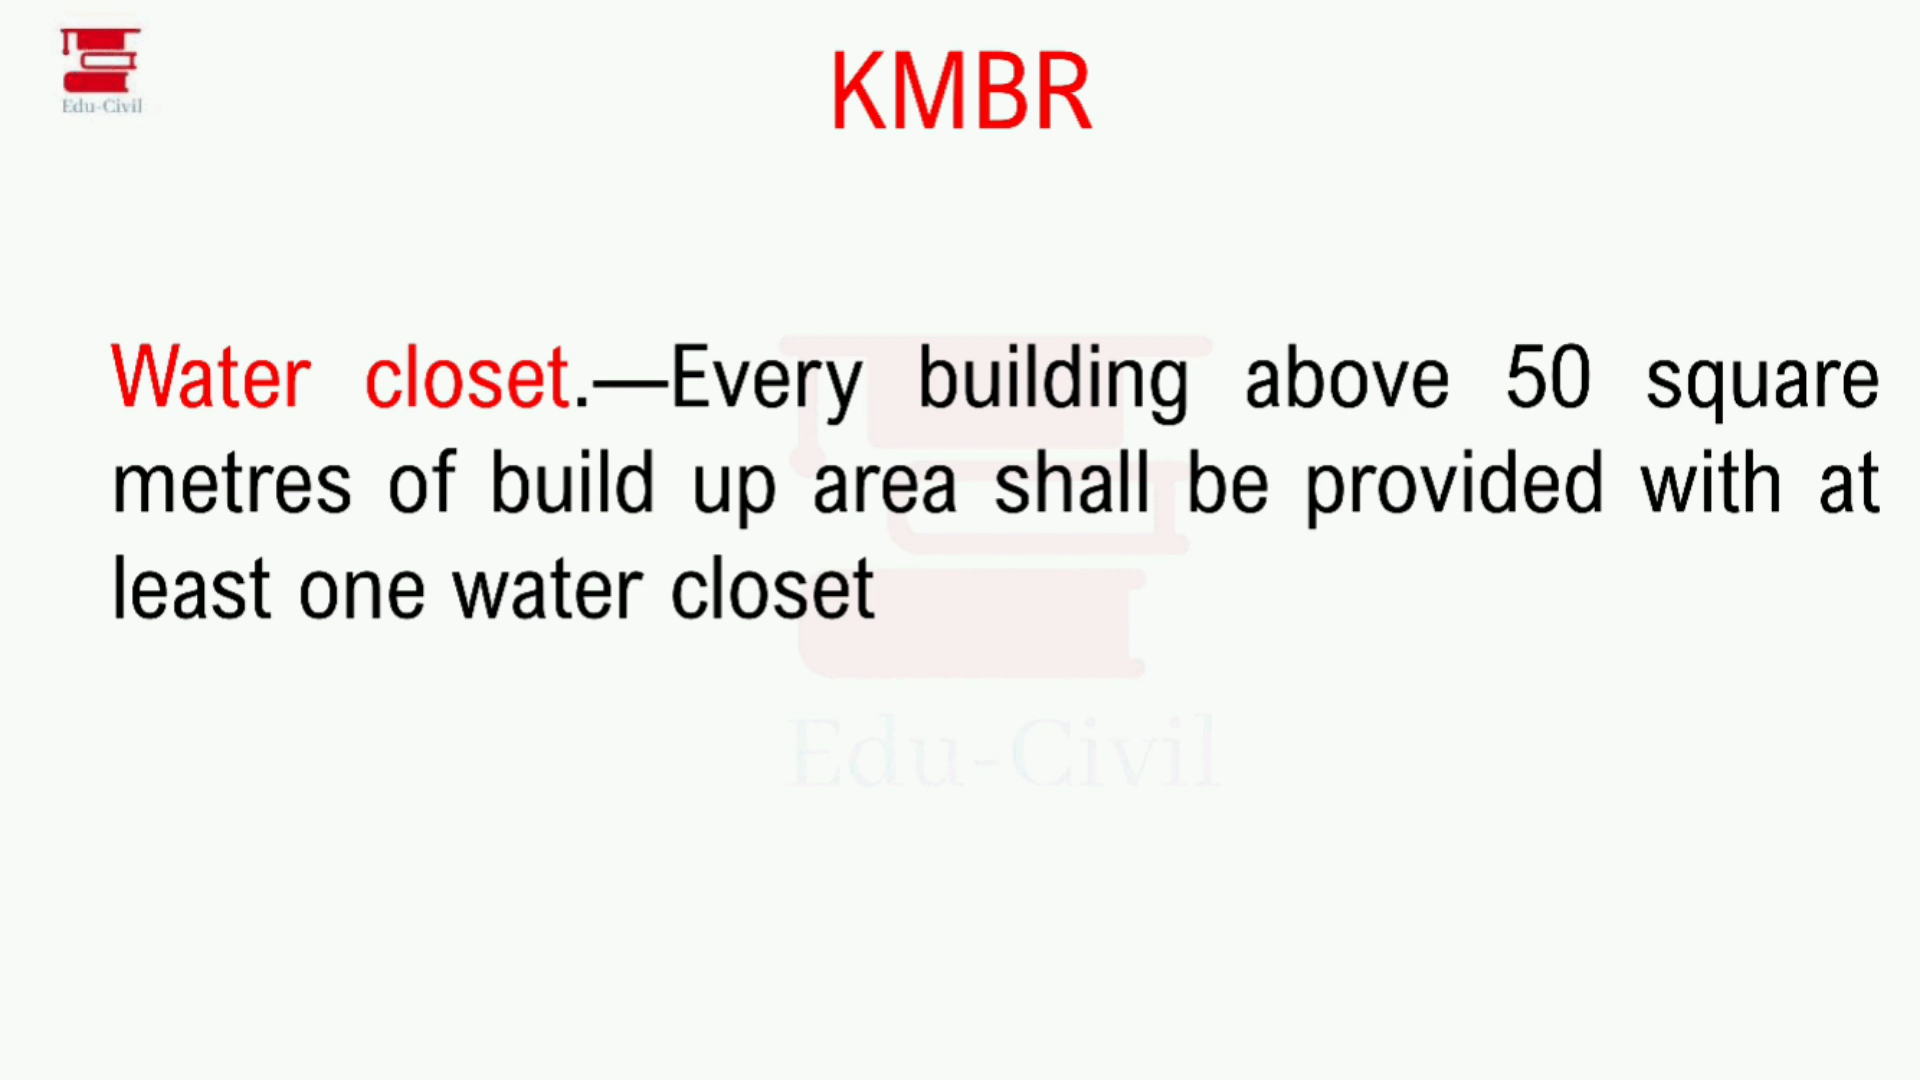 Edu-Civil
KMBR
Water closet.—Every building above 50 square
metres of build up area shall be provided with at
least one water closet
Edu-Civil